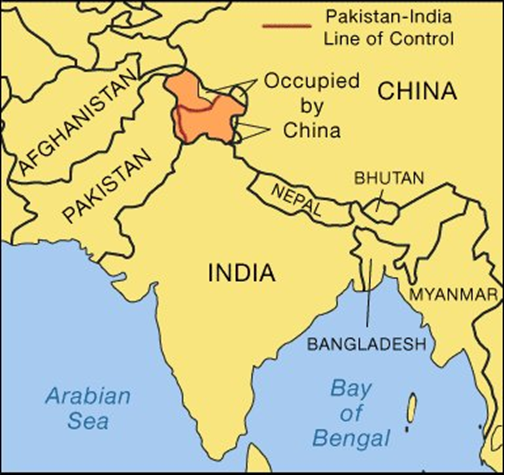 Pakistan-India
Line of Control
Occupied
by
China
CHINA
AFGHANISTAN
PAKISTAN
NEPAL
BHUTAN
INDIA
MYANMAR
BANGLADESH
Arabian
Sea
Bay
of
Bengal